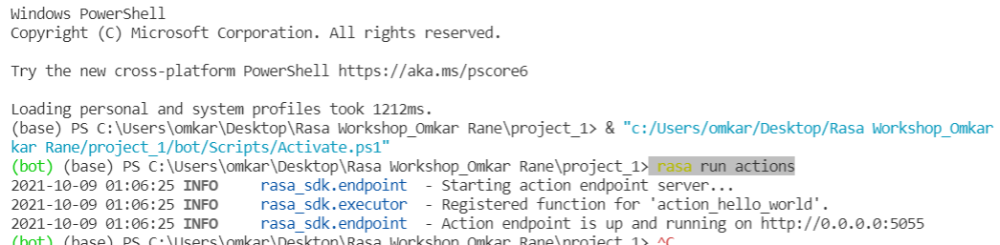 Windows PowerShell
Copyright (C) Microsoft Corporation. All rights reserved.
Try the new cross-platform PowerShell https://aka.ms/pscore6
Loading personal and system profiles took 1212ms.
(base) PS C:\Users\omkar\Desktop\Rasa Workshop_Omkar Rane\project_1> & "c:/Users/omkar/Desktop/Rasa Workshop_Omkar
kar Rane/project_1/bot/Scripts/Activate.ps1"
(bot) (base) PS C:\Users\omkar\Desktop\Rasa Workshop_Omkar Rane\project_1> rasa run actions
2021-10-09 01:06:25 INFO     rasa_sdk.endpoint  - Starting action endpoint server...
2021-10-09 01:06:25 INFO     rasa_sdk.executor  - Registered function for 'action_hello_world'.
2021-10-09 01:06:25 INFO     rasa_sdk.endpoint  - Action endpoint is up and running on http://0.0.0.0:5055
(bot) (base) PS C:\Users\omkar\Desktop\Rasa Workshop_Omkar Rane\project_1> ^C